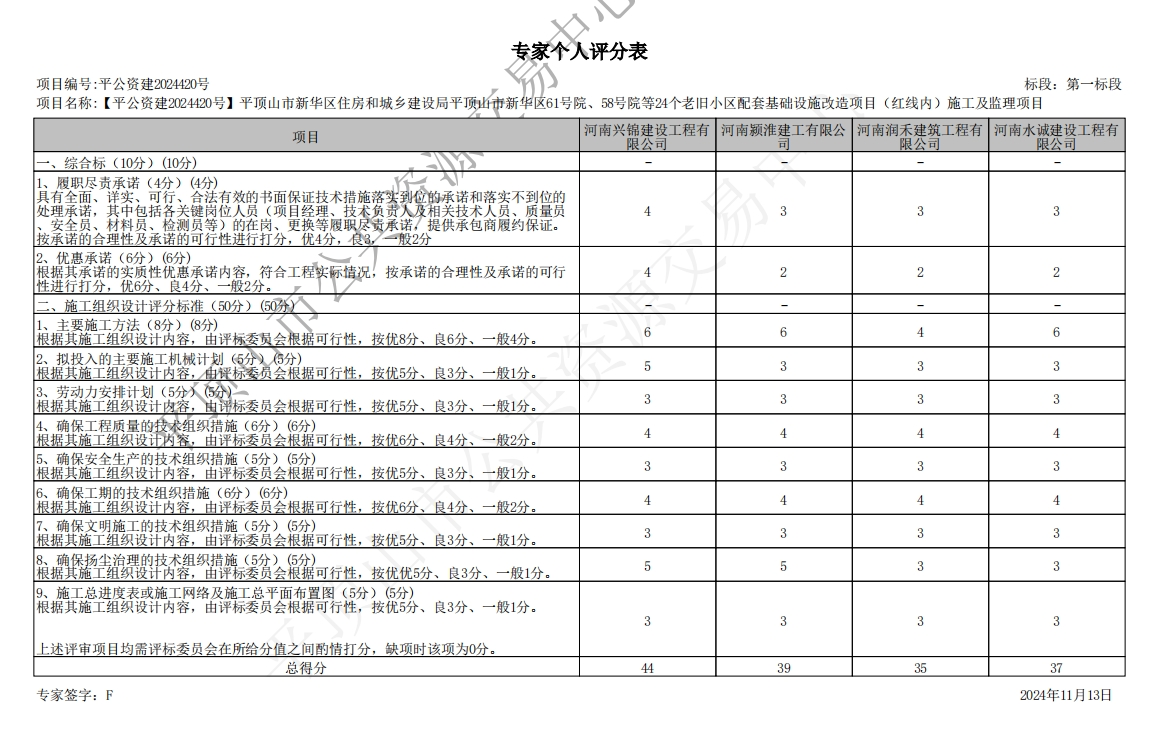 专家个人评分表
项目编号:平公资建2024420号
标段: 第一标段
项目名称:【平公资建2024420号】平顶山市新华区住房和城乡建设局平顶山市新华区61号院、58号院等24个老旧小区配套基础设施改造项目（红线内）施工及监理项目
项目 河南兴锦建设工程有限公司 河南颍淮建工有限公司 河南润禾建筑工程有限公司 河南水诚建设工程有限公司
一、综合标（10分）(10分) – – – –
1、履职尽责承诺（4分）(4分)
具有全面、详实、可行、合法有效的书面保证技术措施落实到位的承诺和落实不到位的
处理承诺, 其中包括各关键岗位人员（项目经理、技术负责人及相关技术人员、质量员
、安全员、材料员、检测员等）的在岗、更换等履职尽责承诺, 提供承包商履约保证。
按承诺的合理性及承诺的可行性进行打分, 优4分, 良3, 一般2分
4 3 3 3
2、优惠承诺（6分）(6分)
根据其承诺的实质性优惠承诺内容, 符合工程实际情况, 按承诺的合理性及承诺的可行
性进行打分, 优6分、良4分、一般2分。
4 2 2 2
二、施工组织设计评分标准（50分）(50分) – – – –
1、主要施工方法（8分）(8分)
根据其施工组织设计内容, 由评标委员会根据可行性, 按优8分、良6分、一般4分。
6 6 4 6
2、拟投入的主要施工机械计划（5分）(5分)
根据其施工组织设计内容, 由评标委员会根据可行性, 按优5分、良3分、一般1分。
5 3 3 3
3、劳动力安排计划（5分）(5分)
根据其施工组织设计内容, 由评标委员会根据可行性, 按优5分、良3分、一般1分。
3 3 3 3
4、确保工程质量的技术组织措施（6分）(6分)
根据其施工组织设计内容, 由评标委员会根据可行性, 按优6分、良4分、一般2分。
4 4 4 4
5、确保安全生产的技术组织措施（5分）(5分)
根据其施工组织设计内容, 由评标委员会根据可行性, 按优5分、良3分、一般1分。
3 3 3 3
6、确保工期的技术组织措施（6分）(6分)
根据其施工组织设计内容, 由评标委员会根据可行性, 按优6分、良4分、一般2分。
4 4 4 4
7、确保文明施工的技术组织措施（5分）(5分)
根据其施工组织设计内容, 由评标委员会根据可行性, 按优5分、良3分、一般1分。
3 3 3 3
8、确保扬尘治理的技术组织措施（5分）(5分)
根据其施工组织设计内容, 由评标委员会根据可行性, 按优优5分、良3分、一般1分。
5 5 3 3
9、施工总进度表或施工网络及施工总平面布置图（5分）(5分)
根据其施工组织设计内容, 由评标委员会根据可行性, 按优5分、良3分、一般1分。
上述评审项目均需评标委员会在所给分值之间酌情打分, 缺项时该项为0分。
3 3 3 3
总得分 44 39 35 37
专家签字: F
2024年11月13日
平顶山市公共资源交易中心
平顶山市公共资源交易中